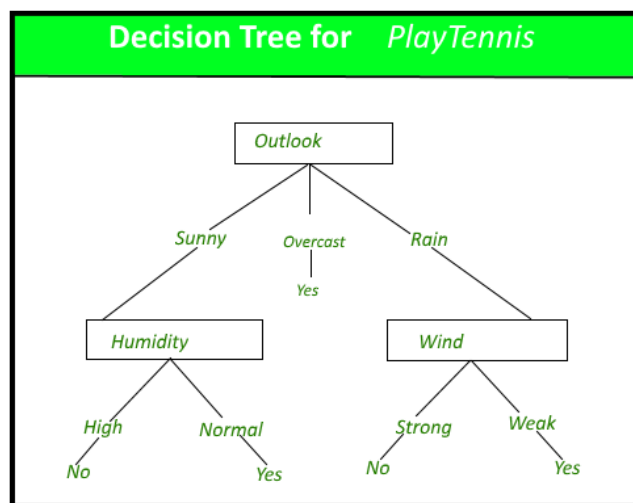 Decision Tree for PlayTennis
Outlook
Sunny Overcast Rain
Yes
Humidity Wind
High Normal Strong Weak
No Yes No Yes